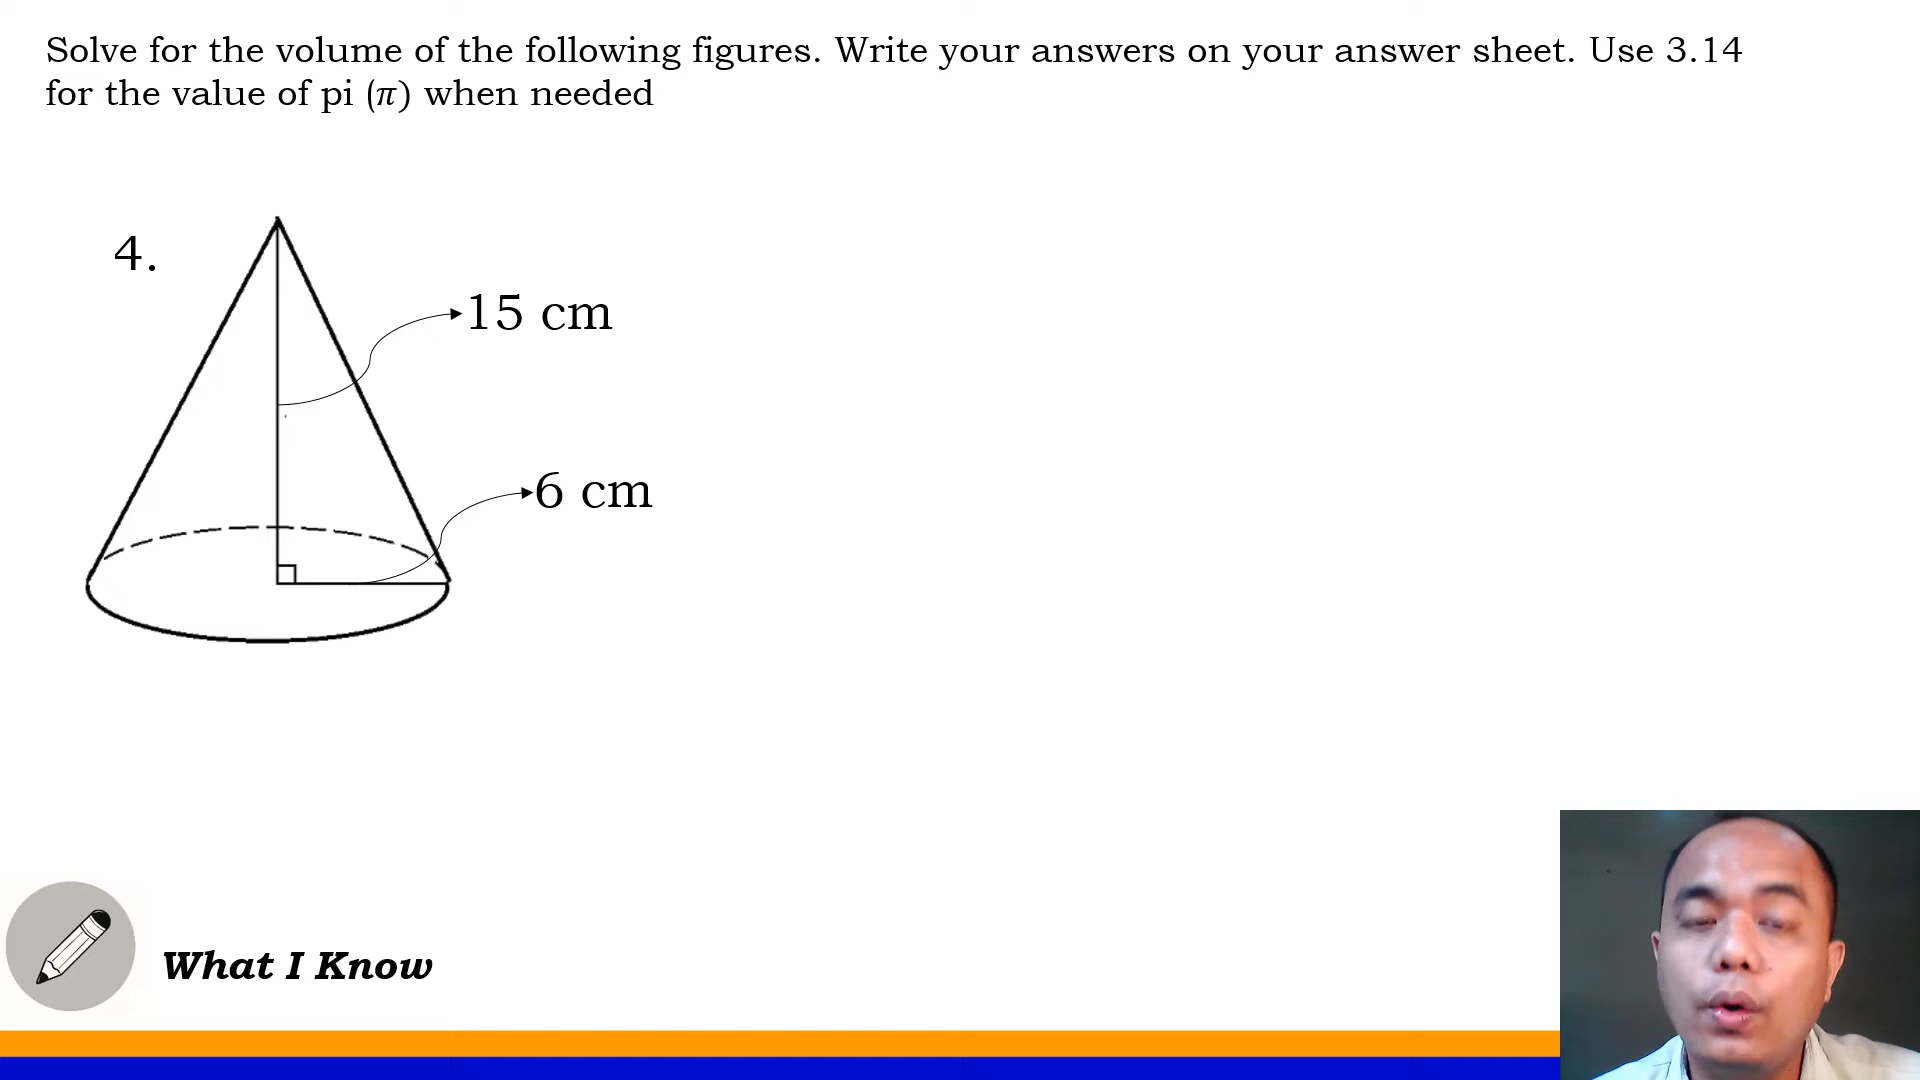 Solve for the volume of the following figures. Write your answers on your answer sheet. Use 3.14
for the value of pi (π) when needed
4.
15 cm
6 cm
What I Know